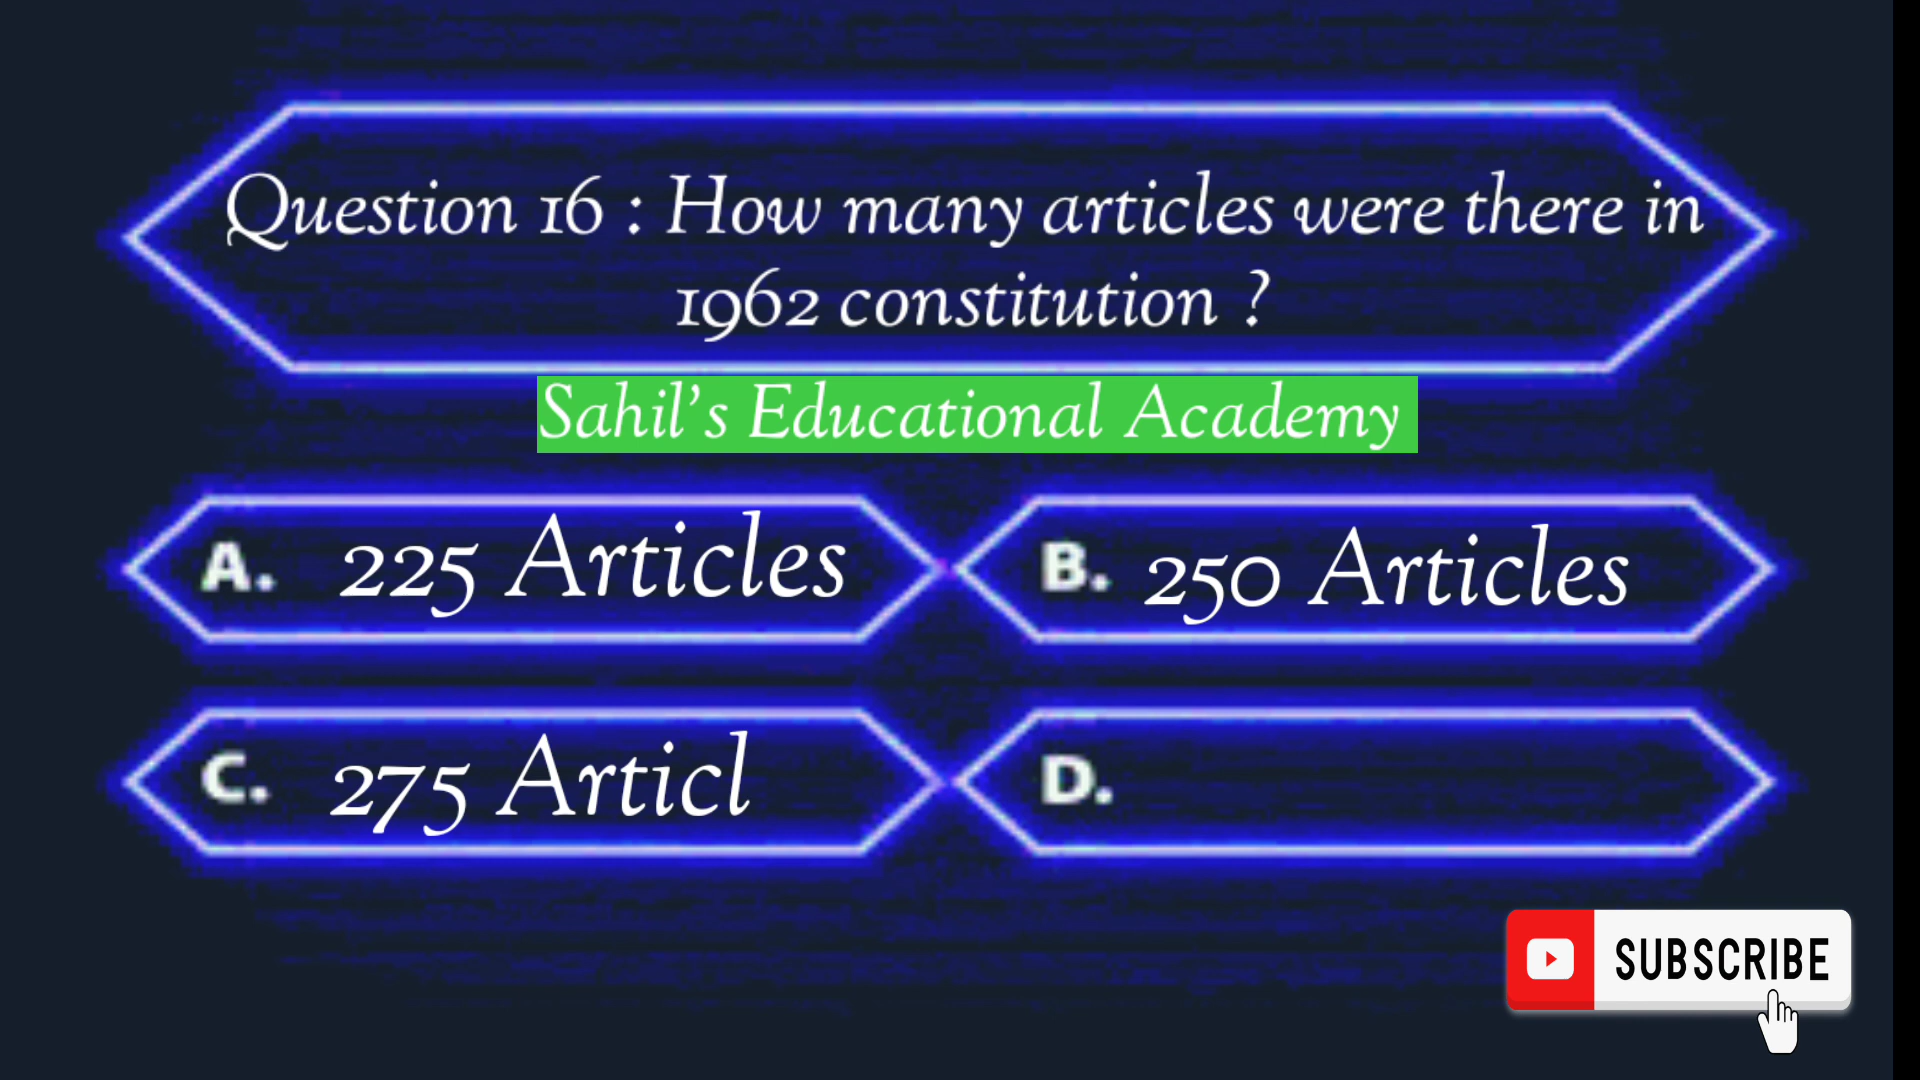 Question 16 : How many articles were there in
1962 constitution ?
Sahil's Educational Academy
A. 225 Articles
B. 250 Articles
C. 275 Articl
D.
SUBSCRIBE